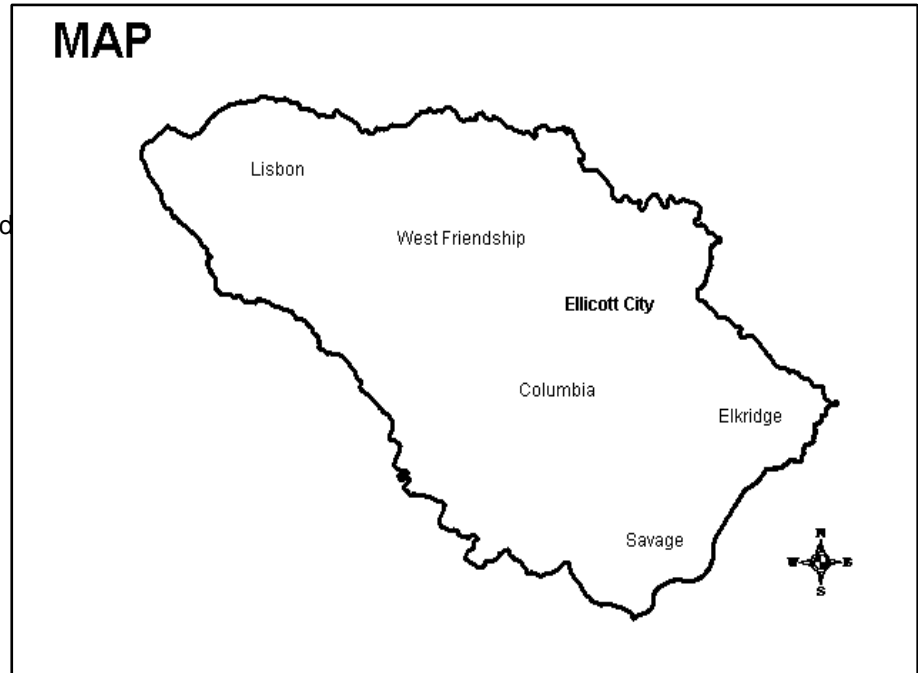 MAP
Lisbon
d
West Friendship
Ellicott City
Columbia
Elkridge
Savage
N
W E
S